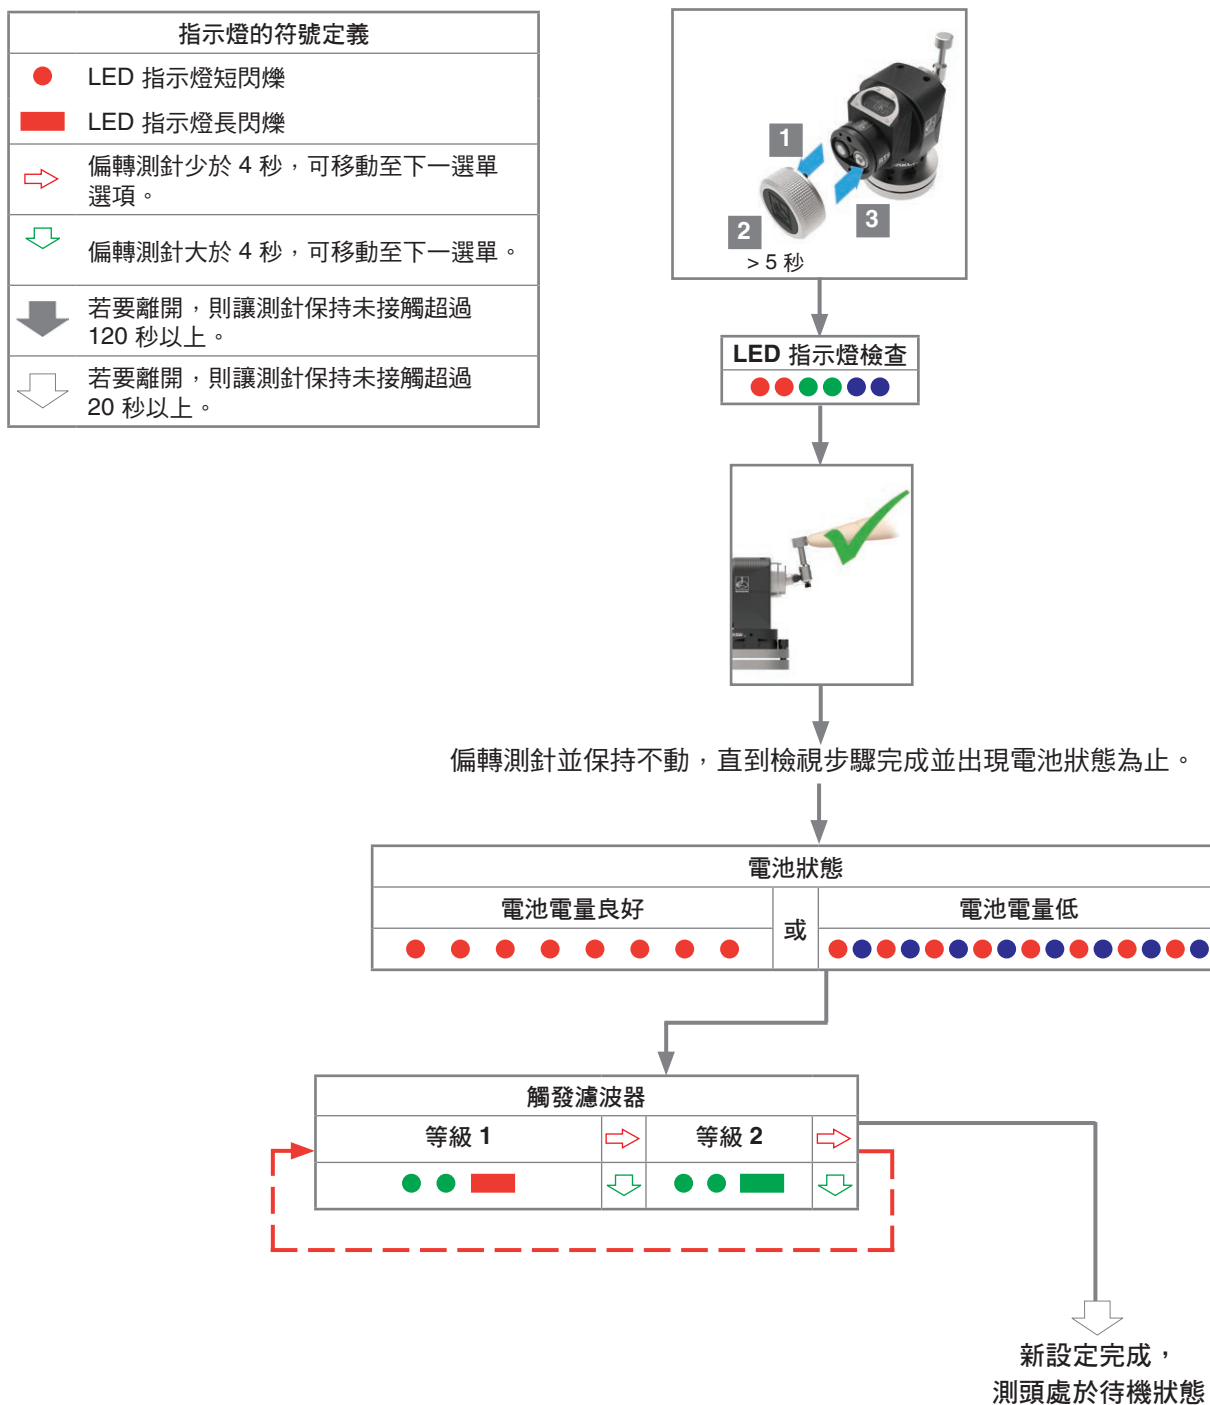 指示燈的符號定義
LED 指示燈短閃爍
LED 指示燈長閃爍
偏轉測針少於 4 秒，可移動至下一選單
選項。
偏轉測針大於 4 秒，可移動至下一選單。
若要離開，則讓測針保持未接觸超過
120 秒以上。
若要離開，則讓測針保持未接觸超過
20 秒以上。
1
2
3
> 5 秒
LED 指示燈檢查
偏轉測針並保持不動，直到檢視步驟完成並出現電池狀態為止。
電池狀態
電池電量良好
或
電池電量低
觸發濾波器
等級 1
等級 2
新設定完成，
測頭處於待機狀態